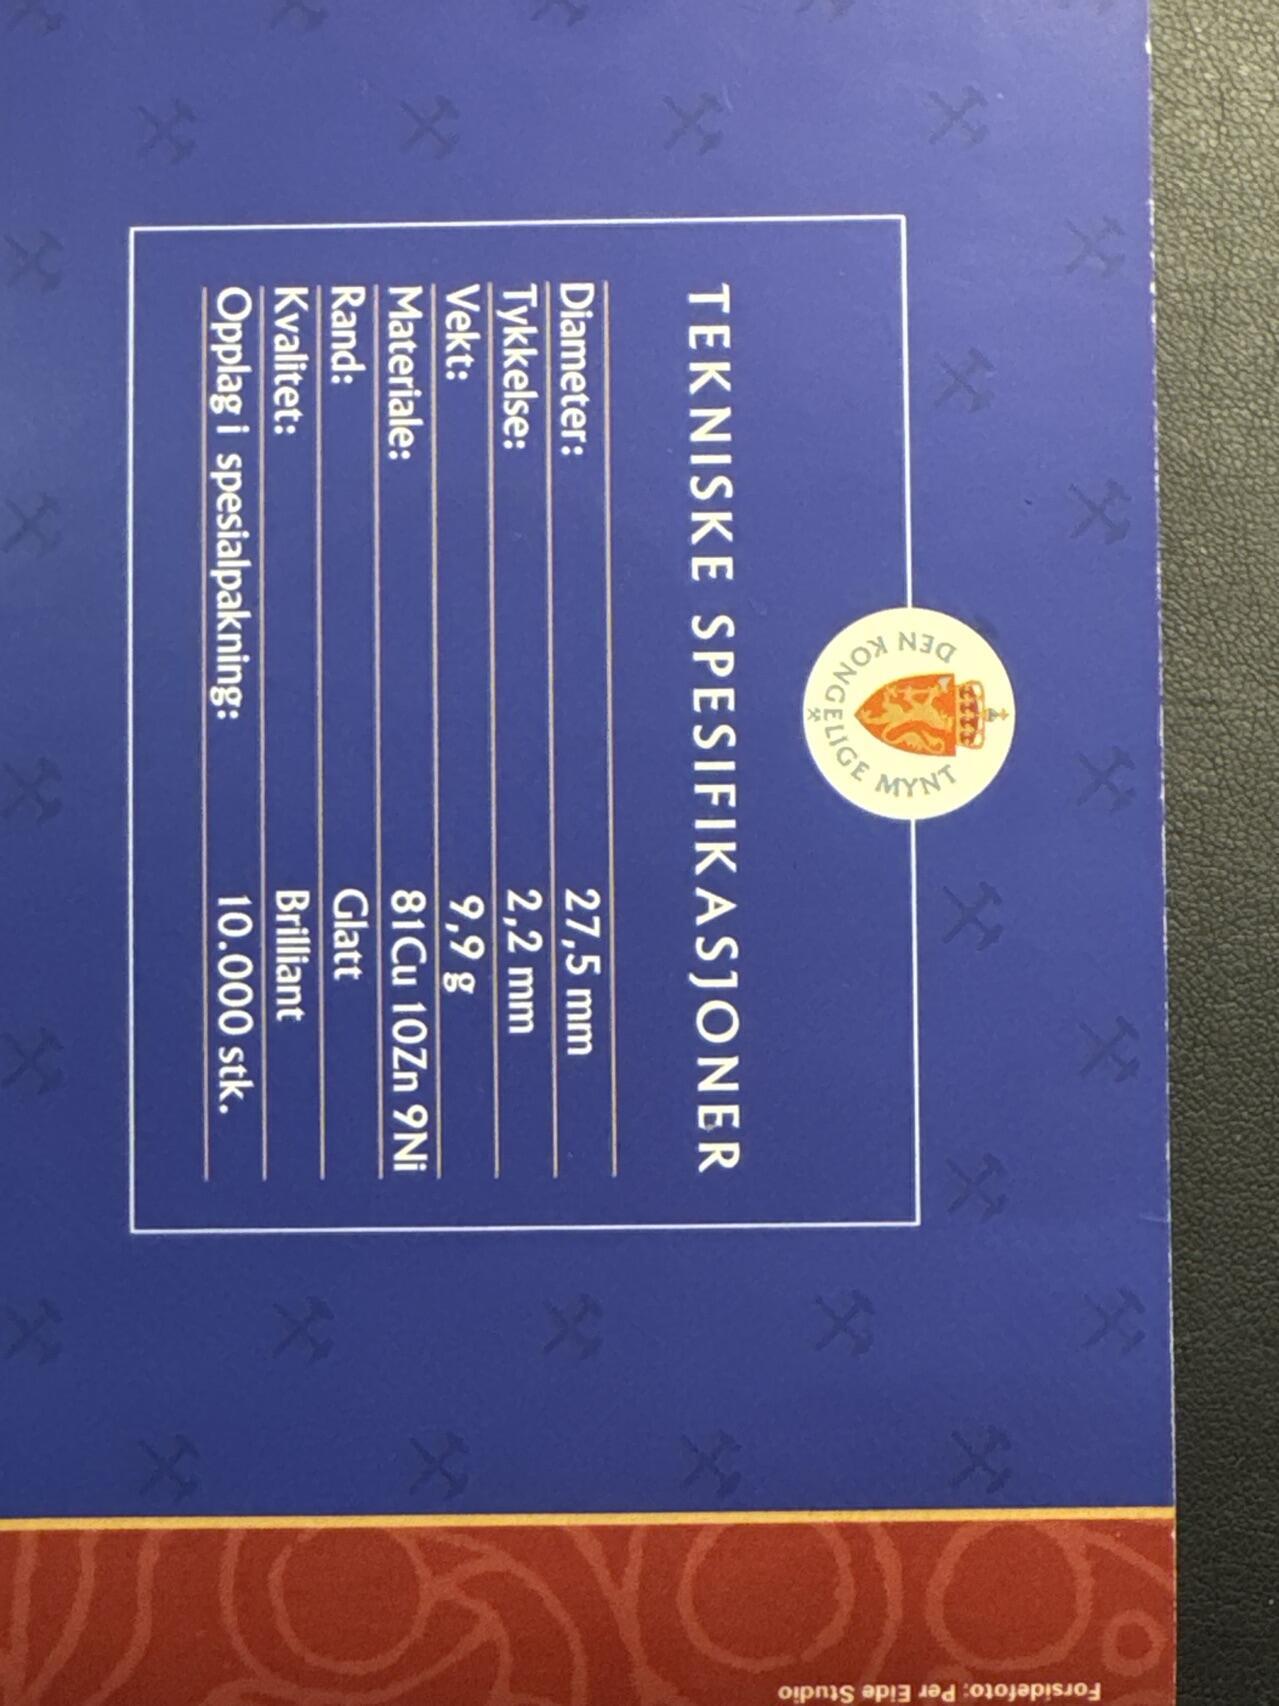 DEN KONGELIGE MYNT
TEKNISKE SPESIFIKASJONER
Diameter: 27,5 mm
Tykkelse: 2,2 mm
Vekt: 9,9 g
Materiale: 81Cu 10Zn 9Ni
Rand: Glatt
Kvalitet: Brilliant
Opplag i spesialpakning: 10.000 stk.
Forsidefoto: Per Eide Studio